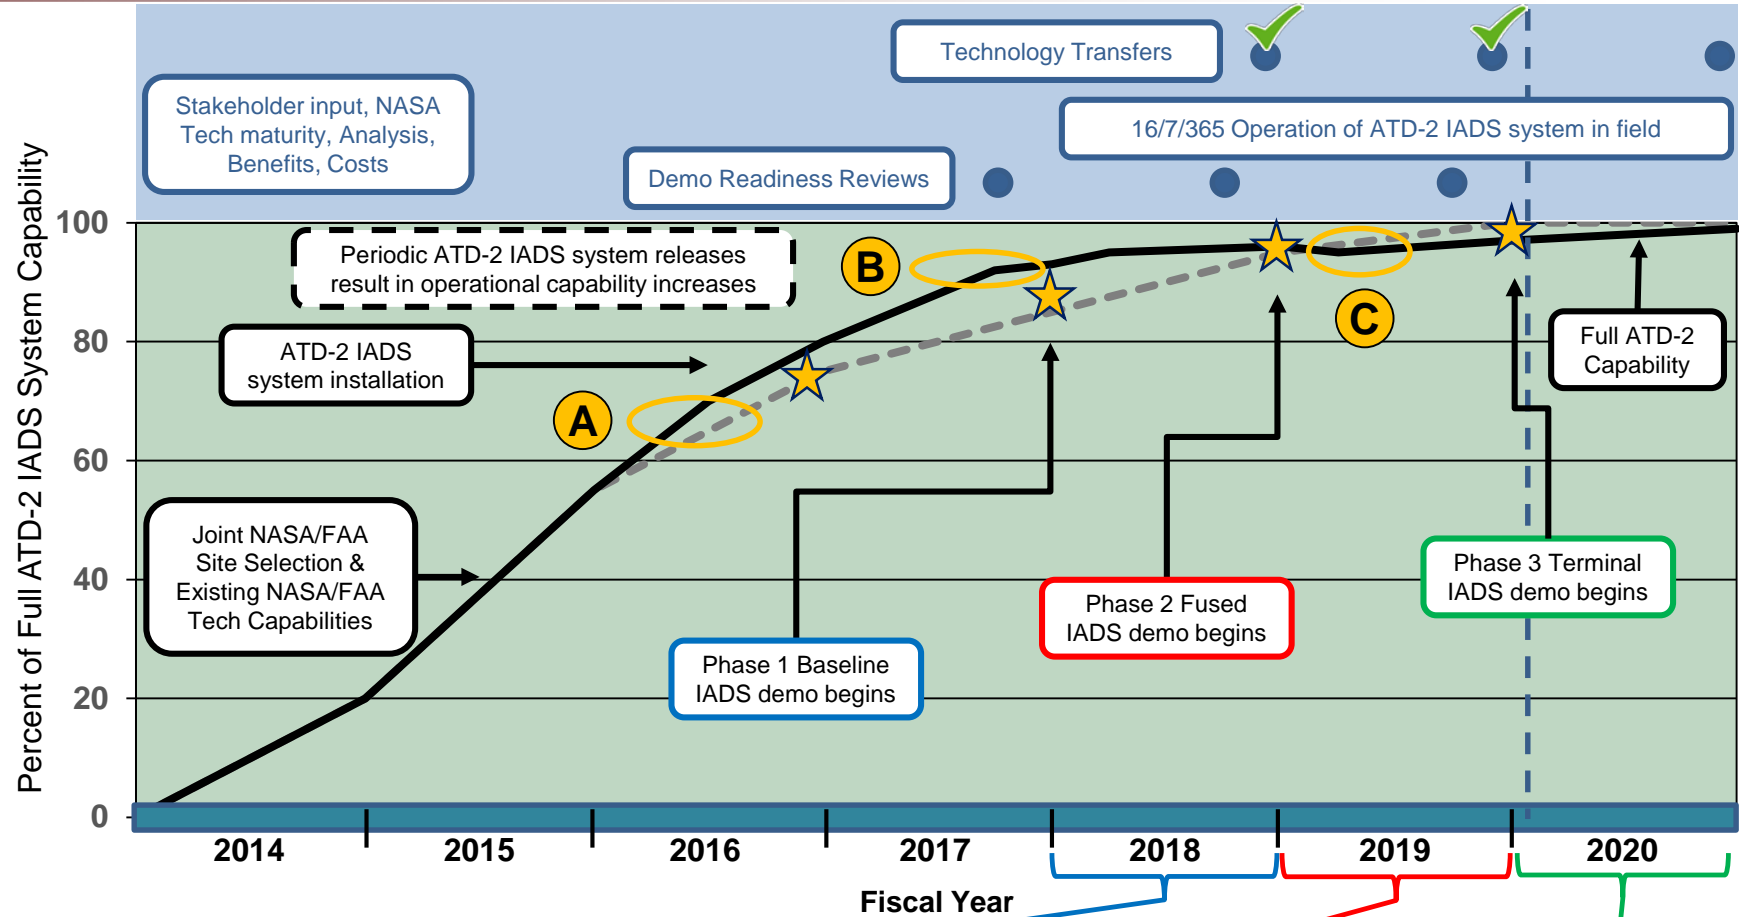 Technology Transfers
Stakeholder input, NASA
Tech maturity, Analysis,
Benefits, Costs
16/7/365 Operation of ATD-2 IADS system in field
Demo Readiness Reviews
Percent of Full ATD-2 IADS System Capability
100
80
60
40
20
0
Periodic ATD-2 IADS system releases
result in operational capability increases
B
C
A
ATD-2 IADS
system installation
Full ATD-2
Capability
Joint NASA/FAA
Site Selection &
Existing NASA/FAA
Tech Capabilities
Phase 1 Baseline
IADS demo begins
Phase 2 Fused
IADS demo begins
Phase 3 Terminal
IADS demo begins
2014 2015 2016 2017 2018 2019 2020
Fiscal Year